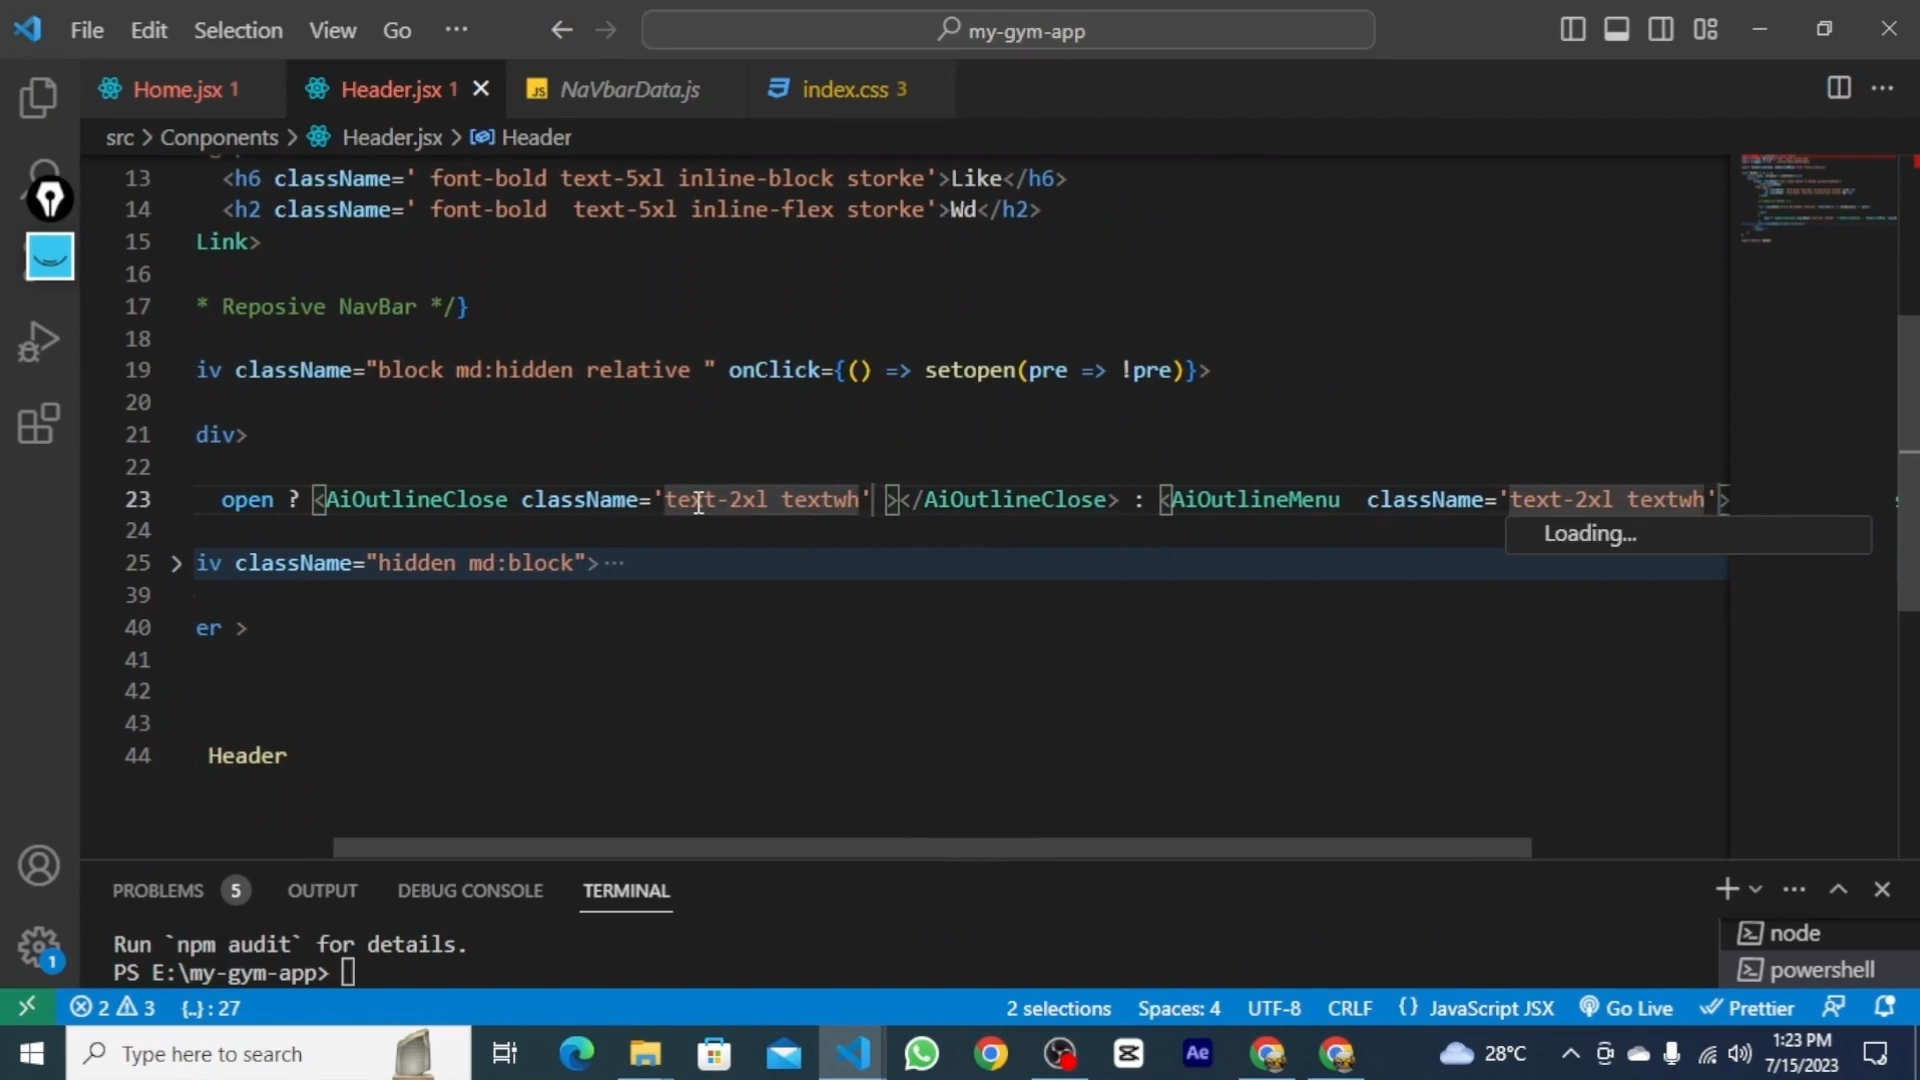 File Edit Selection View Go ··· my-gym-app
Home.jsx 1 Header.jsx 1 NaVbarData.js index.css 3
src > Conponents > Header.jsx > Header
13 <h6 className=' font-bold text-5xl inline-block storke'>Like</h6>
14 <h2 className=' font-bold  text-5xl inline-flex storke'>Wd</h2>
15 Link>
16
17 * Reposive NavBar */}
18
19 iv className="block md:hidden relative " onClick={() => setopen(pre => !pre)}>
20
21 div>
22
23 open ? <AiOutlineClose className='text-2xl textwh' ></AiOutlineClose> : <AiOutlineMenu  className='text-2xl textwh'>
Loading...
24
25 iv className="hidden md:block">···
39
40 er >
41
42
43
44 Header
PROBLEMS 5 OUTPUT DEBUG CONSOLE TERMINAL
Run `npm audit` for details.
PS E:\my-gym-app>
node
powershell
1
2 3 {..} : 27 2 selections Spaces: 4 UTF-8 CRLF {} JavaScript JSX Go Live Prettier
Type here to search Ae 28°C 1:23 PM
7/15/2023